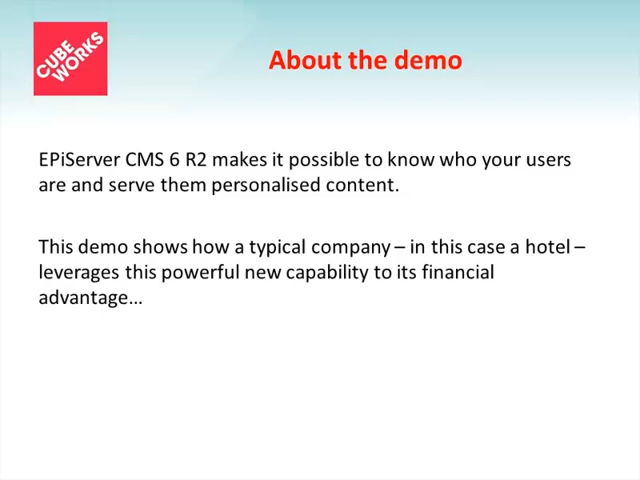 CUBE
WORKS
About the demo
EPiServer CMS 6 R2 makes it possible to know who your users
are and serve them personalised content.
This demo shows how a typical company – in this case a hotel –
leverages this powerful new capability to its financial
advantage…